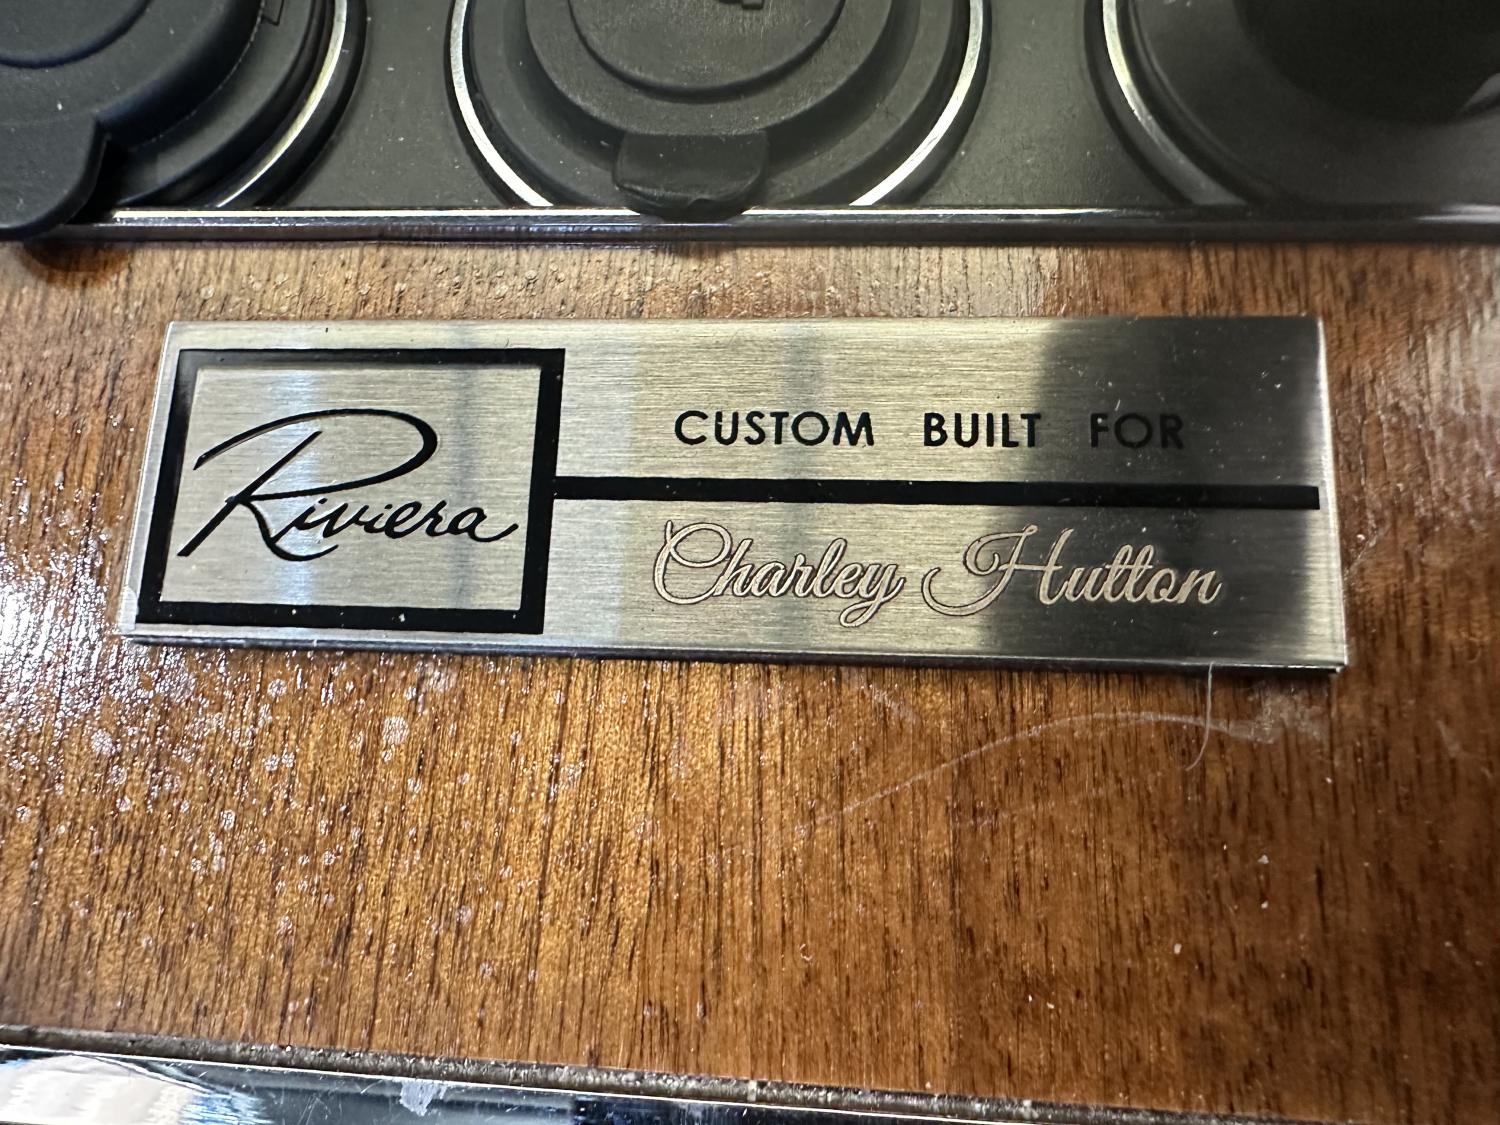 Riviera
CUSTOM BUILT FOR
Charley Hutton